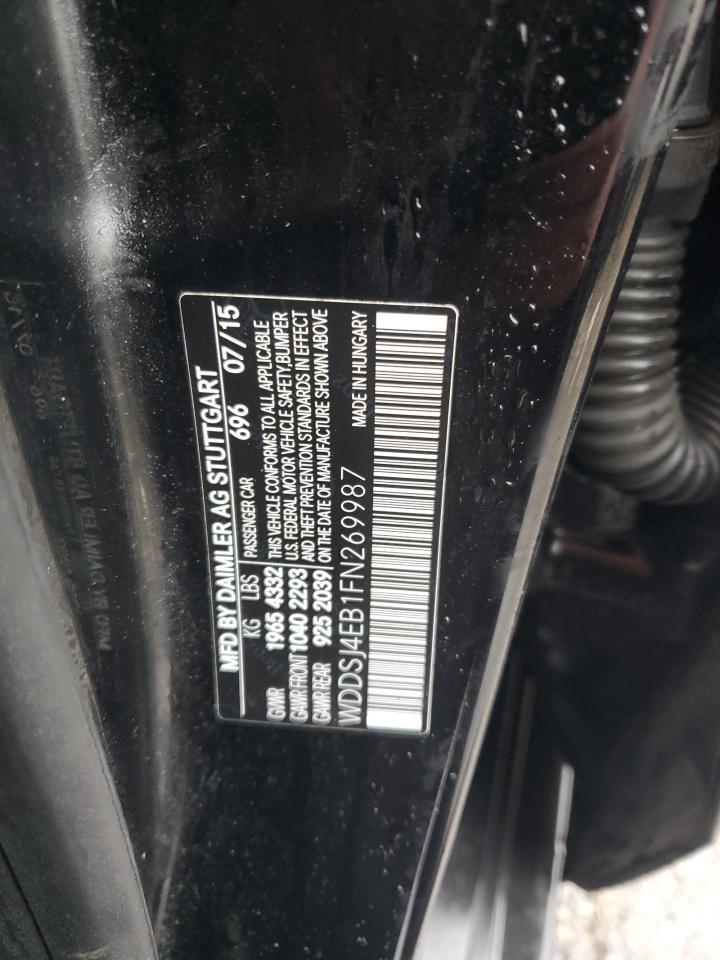 MFD BY DAIMLER AG STUTTGART
696 07/15
KG LBS PASSENGER CAR
GVWR 1965 4332 THIS VEHICLE CONFORMS TO ALL APPLICABLE
GAWR FRONT 1040 2293 U.S. FEDERAL MOTOR VEHICLE SAFETY,BUMPER
AND THEFT PREVENTION STANDARDS IN EFFECT
GAWR REAR 925 2039 ON THE DATE OF MANUFACTURE SHOWN ABOVE
WDDSJ4EB1FN269987 MADE IN HUNGARY